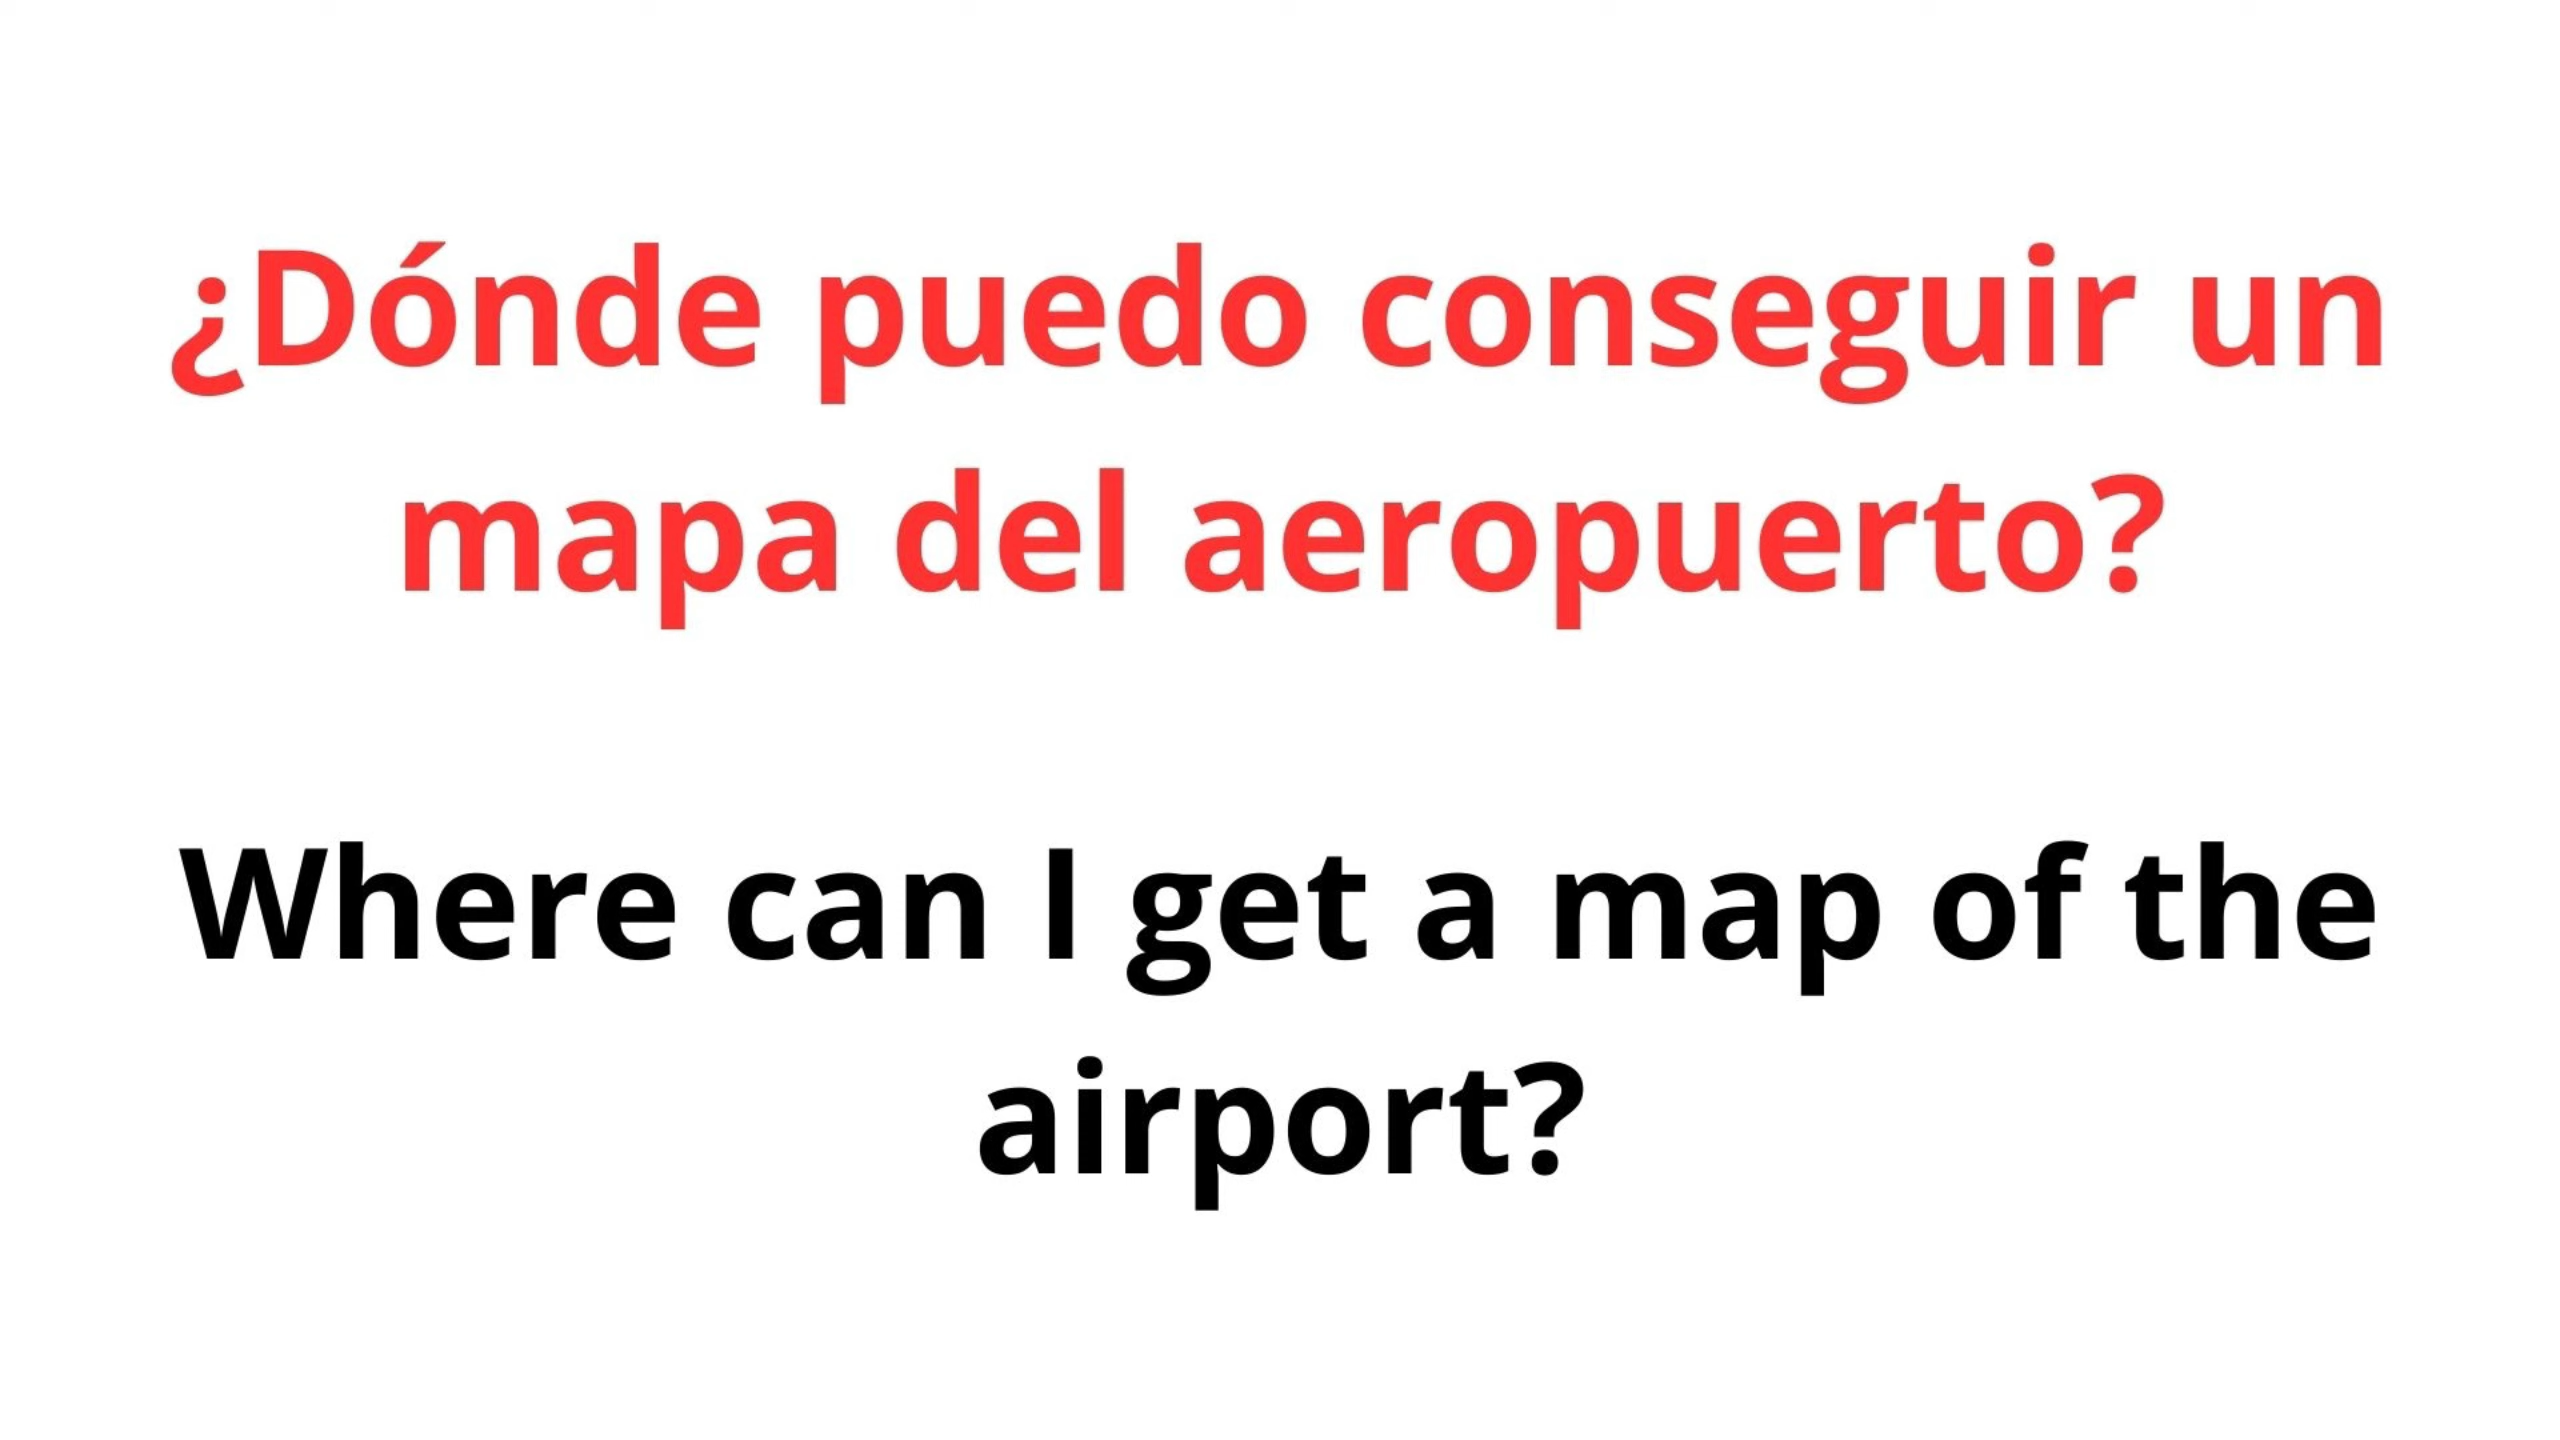 ¿Dónde puedo conseguir un
mapa del aeropuerto?
Where can I get a map of the
airport?